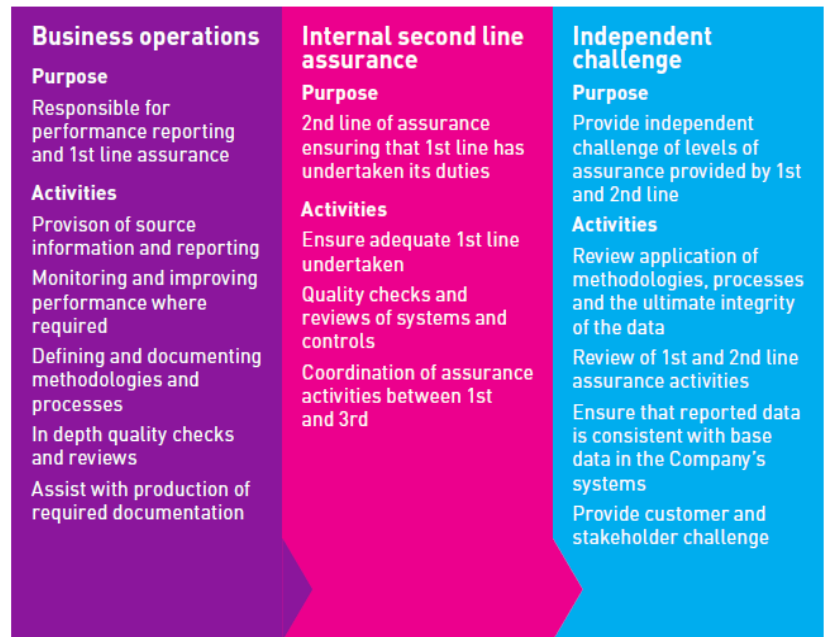 Business operations
Purpose
Responsible for
performance reporting
and 1st line assurance
Activities
Provison of source
information and reporting
Monitoring and improving
performance where
required
Defining and documenting
methodologies and
processes
In depth quality checks
and reviews
Assist with production of
required documentation
Internal second line
assurance
Purpose
2nd line of assurance
ensuring that 1st line has
undertaken its duties
Activities
Ensure adequate 1st line
undertaken
Quality checks and
reviews of systems and
controls
Coordination of assurance
activities between 1st
and 3rd
Independent
challenge
Purpose
Provide independent
challenge of levels of
assurance provided by 1st
and 2nd line
Activities
Review application of
methodologies, processes
and the ultimate integrity
of the data
Review of 1st and 2nd line
assurance activities
Ensure that reported data
is consistent with base
data in the Company's
systems
Provide customer and
stakeholder challenge